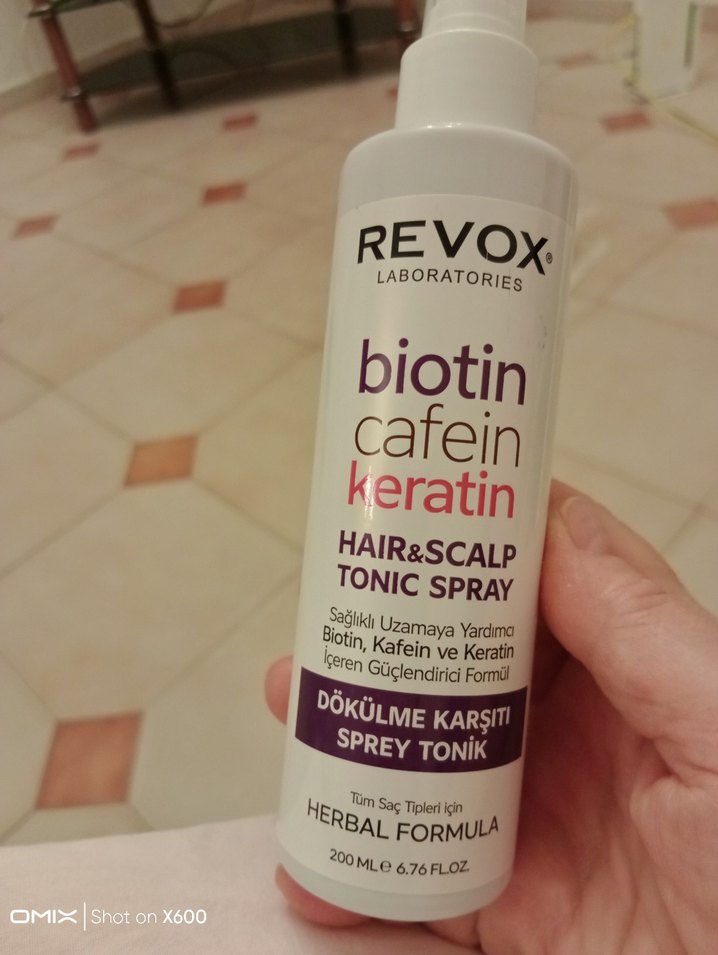 REVOX®
LABORATORIES
biotin
cafein
keratin
HAIR&SCALP
TONIC SPRAY
Sağlıklı Uzamaya Yardımcı
Biotin, Kafein ve Keratin
İçeren Güçlendirici Formül
DÖKÜLME KARŞITI
SPREY TONİK
Tüm Saç Tipleri için
HERBAL FORMULA
200 ML ℮ 6.76 FL.OZ.
OMIX | Shot on X600